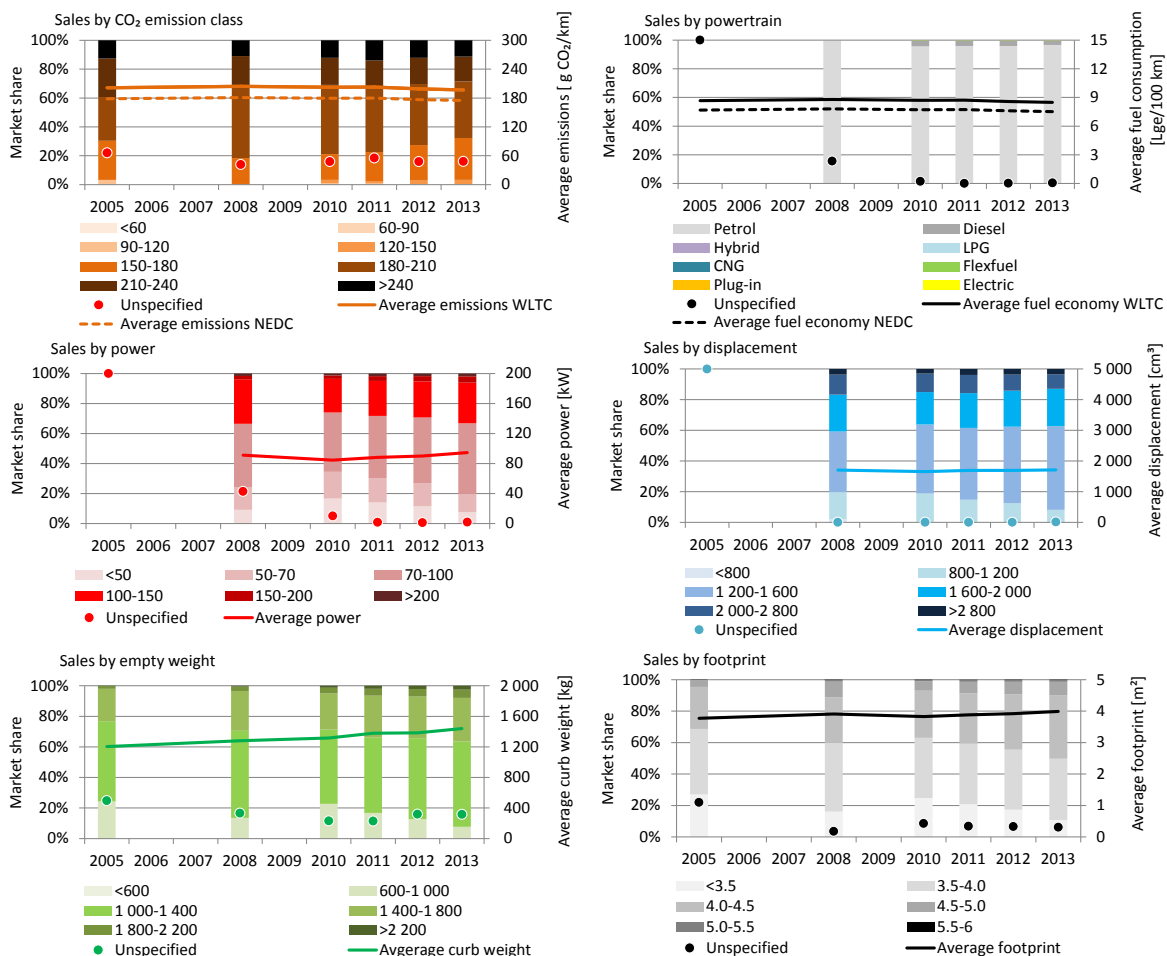 Sales by CO₂ emission class
Market share
100%
80%
60%
40%
20%
0%
300
240
180
120
60
0
Average emissions [ g CO₂/km]
2005 2006 2007 2008 2009 2010 2011 2012 2013
<60 60-90
90-120 120-150
150-180 180-210
210-240 >240
Unspecified Average emissions WLTC
Average emissions NEDC
Sales by powertrain
Market share
100%
80%
60%
40%
20%
0%
15
12
9
6
3
0
Average fuel consumption
[Lge/100 km]
2005 2006 2007 2008 2009 2010 2011 2012 2013
Petrol Diesel
Hybrid LPG
CNG Flexfuel
Plug-in Electric
Unspecified Average fuel economy WLTC
Average fuel economy NEDC
Sales by power
Market share
100%
80%
60%
40%
20%
0%
200
160
120
80
40
0
Average power [kW]
2005 2006 2007 2008 2009 2010 2011 2012 2013
<50 50-70 70-100
100-150 150-200 >200
Unspecified Average power
Sales by displacement
Market share
100%
80%
60%
40%
20%
0%
5 000
4 000
3 000
2 000
1 000
0
Average displacement [cm³]
2005 2006 2007 2008 2009 2010 2011 2012 2013
<800 800-1 200
1 200-1 600 1 600-2 000
2 000-2 800 >2 800
Unspecified Average displacement
Sales by empty weight
Market share
100%
80%
60%
40%
20%
0%
2 000
1 600
1 200
800
400
0
Average curb weight [kg]
2005 2006 2007 2008 2009 2010 2011 2012 2013
<600 600-1 000
1 000-1 400 1 400-1 800
1 800-2 200 >2 200
Unspecified Avgerage curb weight
Sales by footprint
Market share
100%
80%
60%
40%
20%
0%
5
4
3
2
1
0
Average footprint [m²]
2005 2006 2007 2008 2009 2010 2011 2012 2013
<3.5 3.5-4.0
4.0-4.5 4.5-5.0
5.0-5.5 5.5-6
Unspecified Average footprint